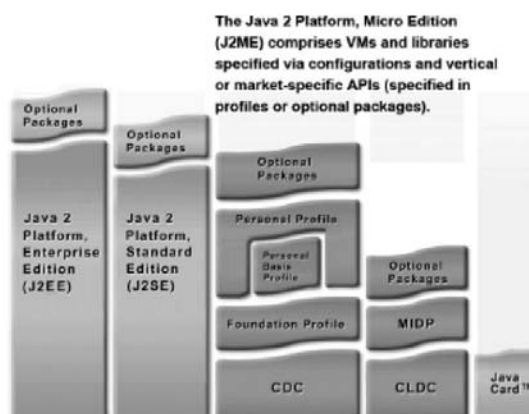 The Java 2 Platform, Micro Edition
(J2ME) comprises VMs and libraries
specified via configurations and vertical
or market-specific APIs (specified in
profiles or optional packages).
Optional
Packages
Java 2
Platform,
Enterprise
Edition
(J2EE)
Optional
Packages
Java 2
Platform,
Standard
Edition
(J2SE)
Optional
Packages
Personal Profile
Personal
Basis
Profile
Foundation Profile
CDC
Optional
Packages
MIDP
CLDC
Java
Card™